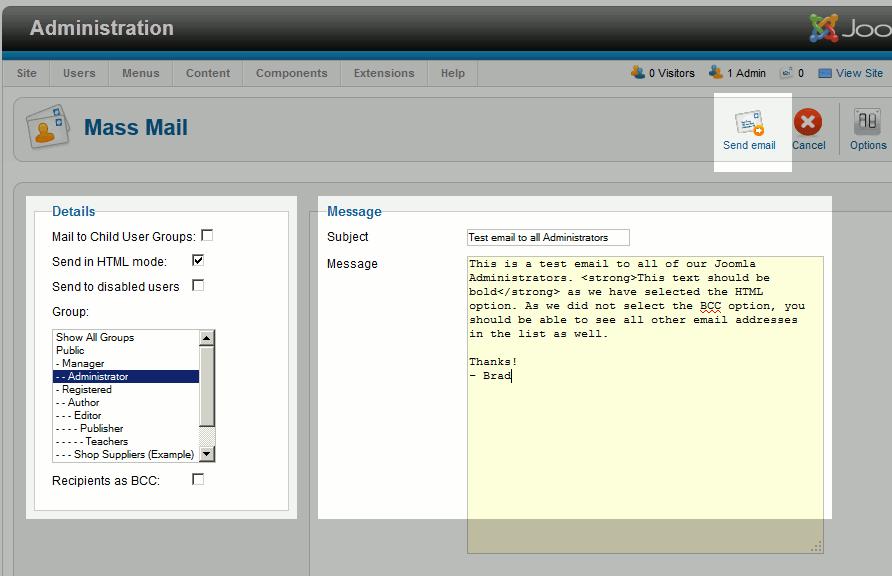 Administration
Joo
Site Users Menus Content Components Extensions Help 0 Visitors 1 Admin 0 View Site
Mass Mail
Send email Cancel Options
Details
Mail to Child User Groups:
Send in HTML mode:
Send to disabled users
Group:
Show All Groups
Public
- Manager
- - Administrator
- Registered
- - Author
- - - Editor
- - - - Publisher
- - - - - Teachers
- - - Shop Suppliers (Example)
Recipients as BCC:
Message
Subject Test email to all Administrators
Message
This is a test email to all of our Joomla
Administrators. <strong>This text should be
bold</strong> as we have selected the HTML
option. As we did not select the BCC option, you
should be able to see all other email addresses
in the list as well.
Thanks!
- Brad